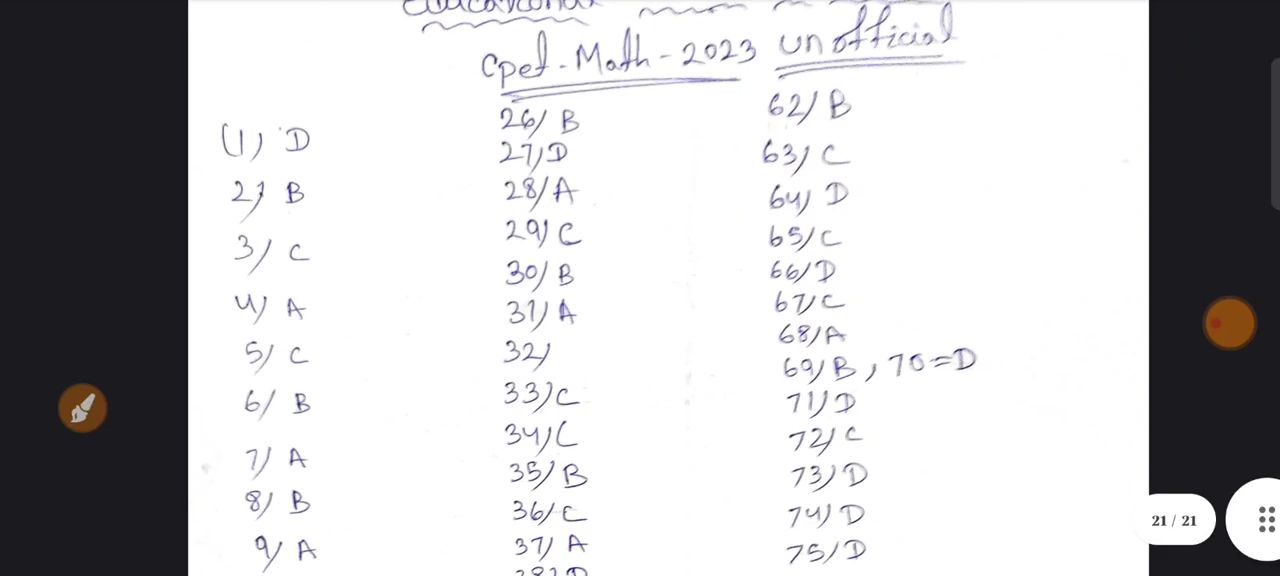 Cpet-Math-2023 unofficial
(1) D
2) B
3) C
4) A
5) C
6) B
7) A
8) B
9) A
26) B
27) D
28) A
29) C
30) B
31) A
32)
33) C
34) C
35) B
36) C
37) A
38) D
62) B
63) C
64) D
65) C
66) D
67) C
68) A
69) B, 70=D
71) D
72) C
73) D
74) D
75) D
21 / 21